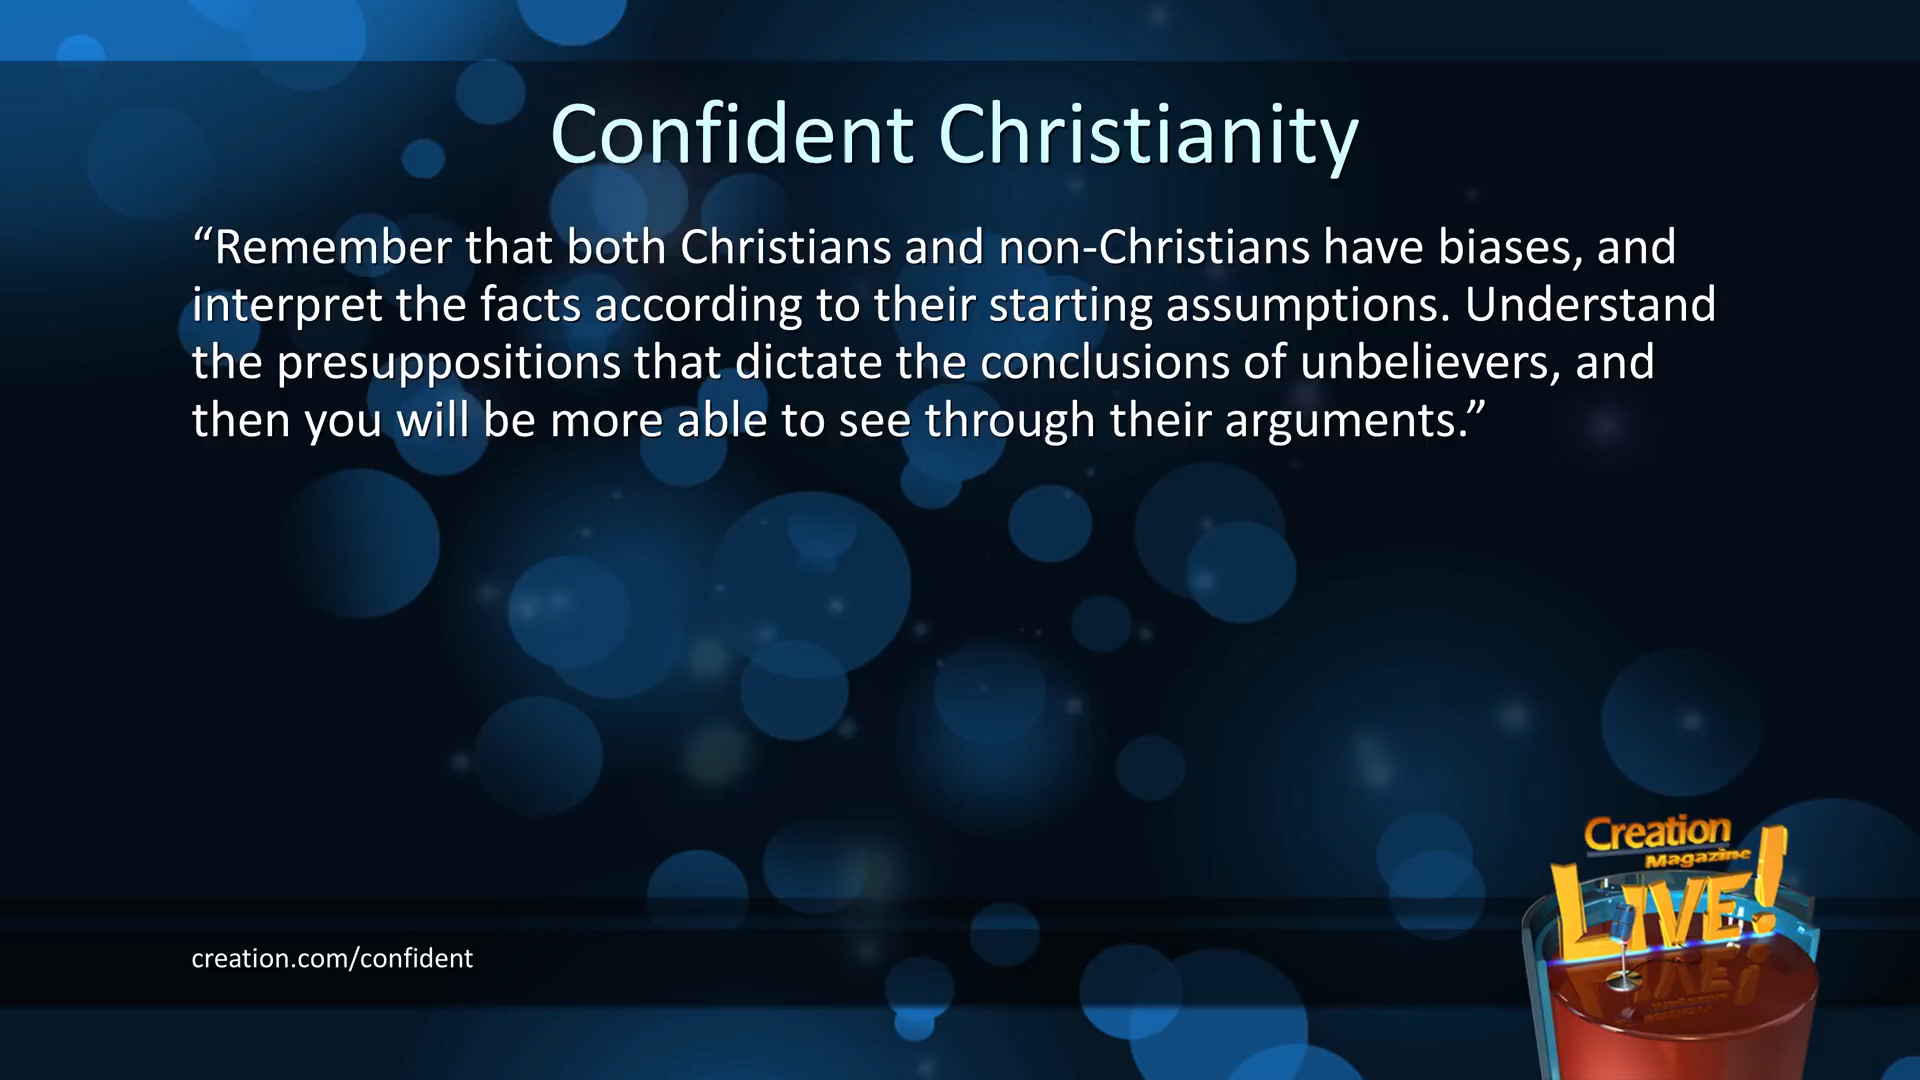 Confident Christianity
“Remember that both Christians and non-Christians have biases, and
interpret the facts according to their starting assumptions. Understand
the presuppositions that dictate the conclusions of unbelievers, and
then you will be more able to see through their arguments.”
Creation
Magazine
LIVE!
creation.com/confident